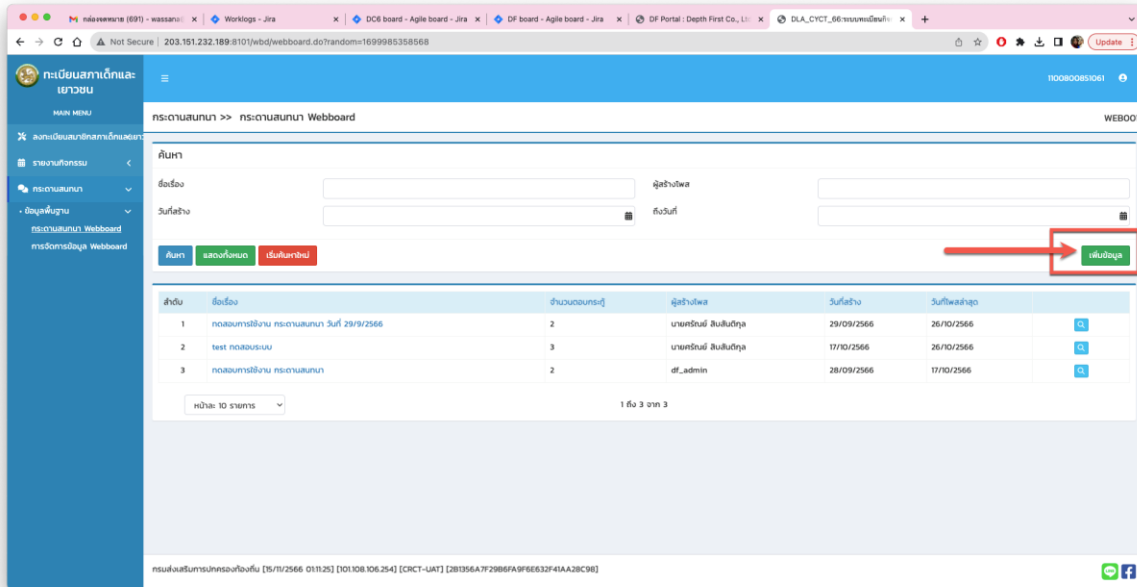 กล่องจดหมาย (691) - wassana
Worklogs - Jira
DC6 board - Agile board - Jira
DF board - Agile board - Jira
DF Portal : Depth First Co., Lt
DLA_CYCT_66:ระบบทะเบียน
Not Secure | 203.151.232.189:8101/wbd/webboard.do?random=1699985358568
Update
ทะเบียนสภาเด็กและ
เยาวชน
1100800851061
MAIN MENU
กระดานสนทนา >> กระดานสนทนา Webboard
WEB00
ลงทะเบียนสมาชิกสภาเด็กและเยาว
รายงานกิจกรรม
กระดานสนทนา
ข้อมูลพื้นฐาน
กระดานสนทนา Webboard
การจัดการข้อมูล Webboard
ค้นหา
ชื่อเรื่อง ผู้สร้างโพส
วันที่สร้าง ถึงวันที่
ค้นหา แสดงทั้งหมด เริ่มค้นหาใหม่ เพิ่มข้อมูล
ลำดับ ชื่อเรื่อง จำนวนตอบกระทู้ ผู้สร้างโพส วันที่สร้าง วันที่โพสล่าสุด
1 ทดสอบการใช้งาน กระดานสนทนา วันที่ 29/9/2566 2 นายศรัณย์ สิบสันติกุล 29/09/2566 26/10/2566
2 test ทดสอบระบบ 3 นายศรัณย์ สิบสันติกุล 17/10/2566 26/10/2566
3 ทดสอบการใช้งาน กระดานสนทนา 2 df_admin 28/09/2566 17/10/2566
หน้าละ 10 รายการ 1 ถึง 3 จาก 3
กรมส่งเสริมการปกครองท้องถิ่น [15/11/2566 01:11:25] [101.108.106.254] [CRCT-UAT] [2B1356A7F29B6FA9F6E632F41AA28C98]